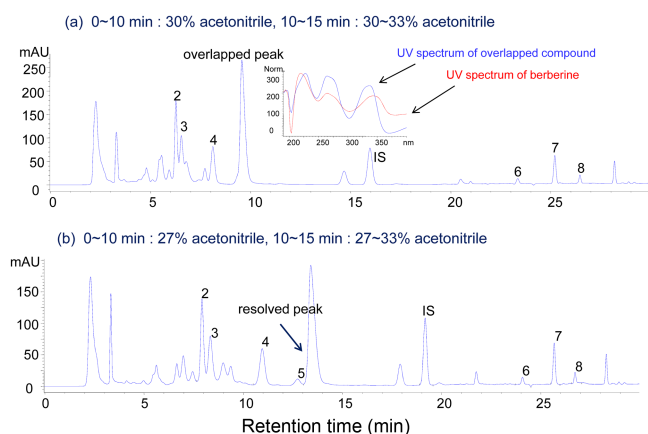 (a) 0~10 min : 30% acetonitrile, 10~15 min : 30~33% acetonitrile
mAU
overlapped peak
UV spectrum of overlapped compound
UV spectrum of berberine
Norm.
300
200
100
0
200 250 300 350 nm
250
200
150
100
50
0
2
3
4
IS
6
7
8
0 5 10 15 20 25
(b) 0~10 min : 27% acetonitrile, 10~15 min : 27~33% acetonitrile
mAU
150
100
50
0
2
3
4
resolved peak
5
IS
6
7
8
0 5 10 15 20 25
Retention time (min)